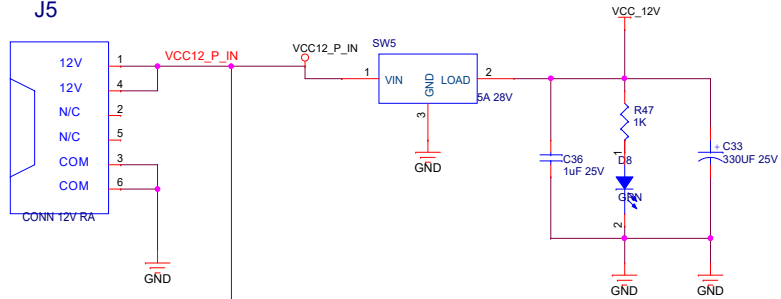 J5
12V 1
12V 4
N/C 2
N/C 5
COM 3
COM 6
CONN 12V RA
GND
VCC12_P_IN
VCC12_P_IN
SW5
1 VIN GND LOAD 2
5A 28V
3
GND
VCC_12V
R47
1K
C36
1uF 25V
1
D8
GRN
2
GND
+ C33
330UF 25V
GND